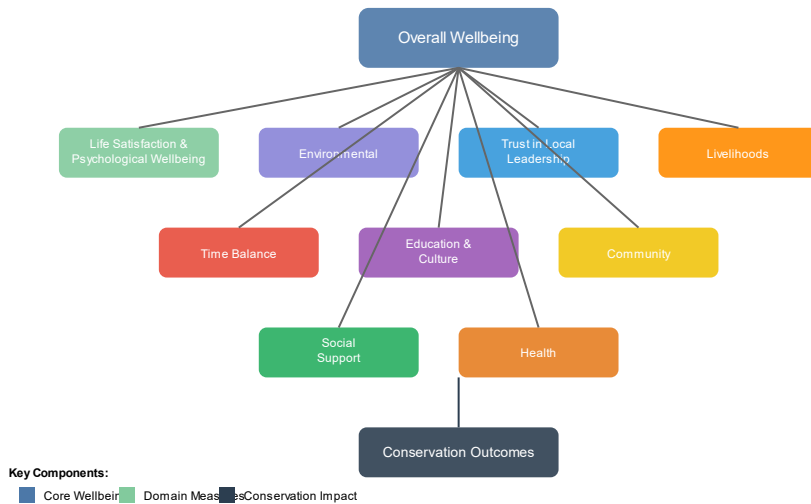 Overall Wellbeing
Life Satisfaction &
Psychological Wellbeing
Environmental
Trust in Local
Leadership
Livelihoods
Time Balance
Education &
Culture
Community
Social
Support
Health
Conservation Outcomes
Key Components:
Core Wellbein
Domain Measures
Conservation Impact